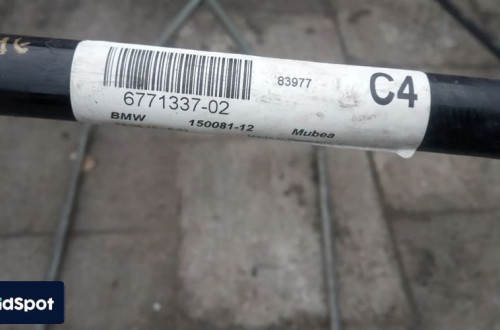 83977
C4
6771337-02
BMW 150081-12 Mubea
idSpot